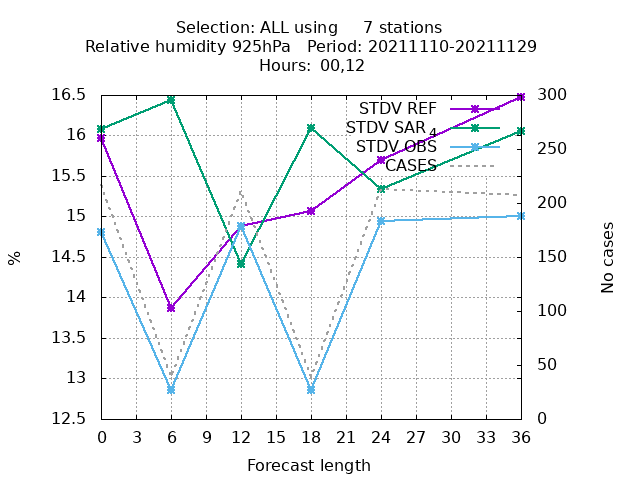 Selection: ALL using 7 stations
Relative humidity 925hPa Period: 20211110-20211129
Hours: 00,12
16.5
16
15.5
15
14.5
14
13.5
13
12.5
%
STDV REF
STDV SAR 4
STDV OBS
CASES
300
250
200
150
100
50
0
No cases
0 3 6 9 12 15 18 21 24 27 30 33 36
Forecast length